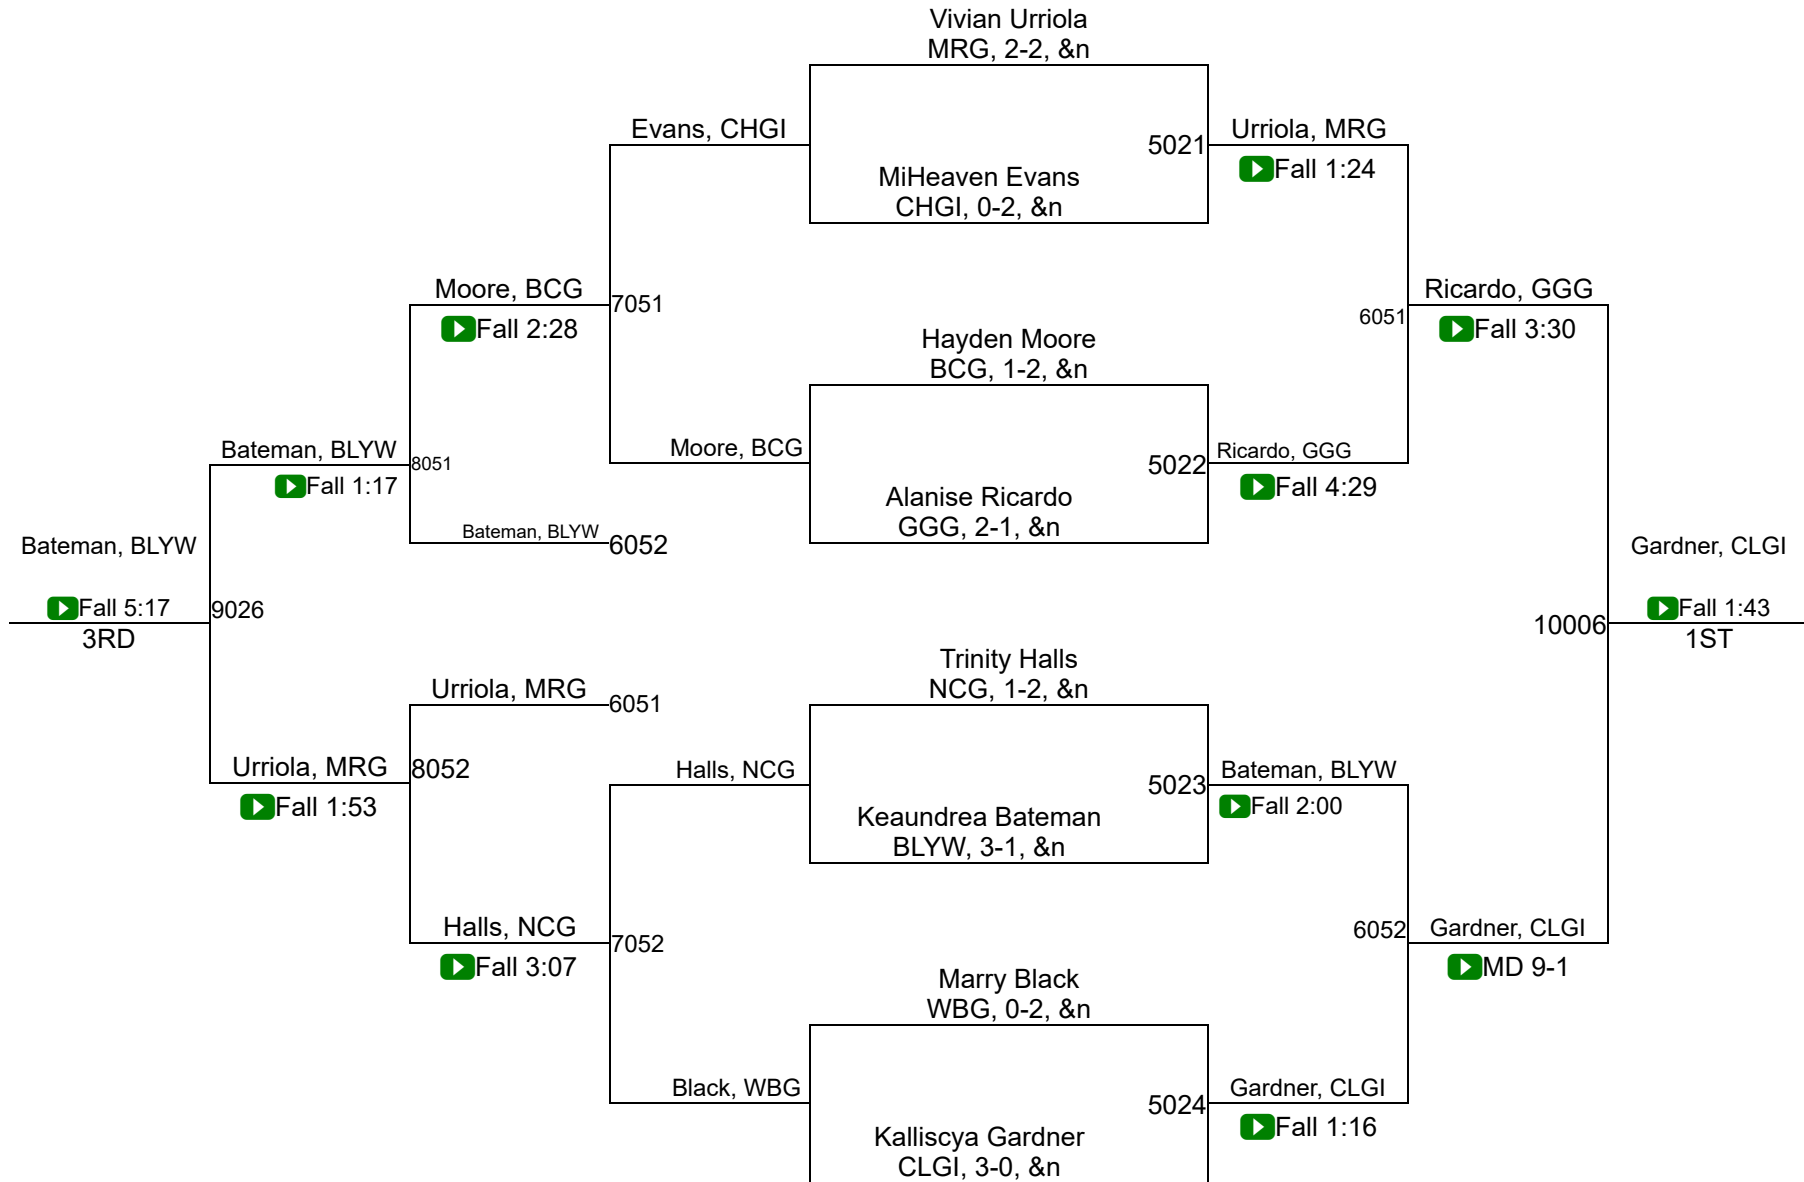 Vivian Urriola
MRG, 2-2, &n
Evans, CHGI
5021
Urriola, MRG
Fall 1:24
MiHeaven Evans
CHGI, 0-2, &n
Moore, BCG
Fall 2:28
7051
6051
Ricardo, GGG
Fall 3:30
Hayden Moore
BCG, 1-2, &n
Bateman, BLYW
Fall 1:17
8051
Moore, BCG
5022
Ricardo, GGG
Fall 4:29
Alanise Ricardo
GGG, 2-1, &n
Bateman, BLYW
6052
Bateman, BLYW
Fall 5:17
3RD
9026
Gardner, CLGI
10006
Fall 1:43
1ST
Trinity Halls
NCG, 1-2, &n
Urriola, MRG
6051
Urriola, MRG
Fall 1:53
8052
Halls, NCG
5023
Bateman, BLYW
Fall 2:00
Keaundrea Bateman
BLYW, 3-1, &n
Halls, NCG
Fall 3:07
7052
6052
Gardner, CLGI
MD 9-1
Marry Black
WBG, 0-2, &n
Black, WBG
5024
Gardner, CLGI
Fall 1:16
Kalliscya Gardner
CLGI, 3-0, &n